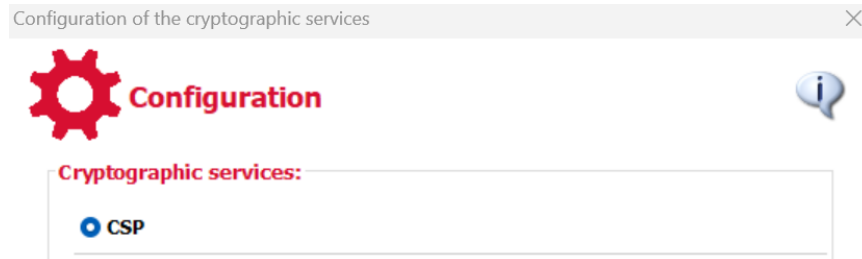 Configuration of the cryptographic services
Configuration
Cryptographic services:
CSP